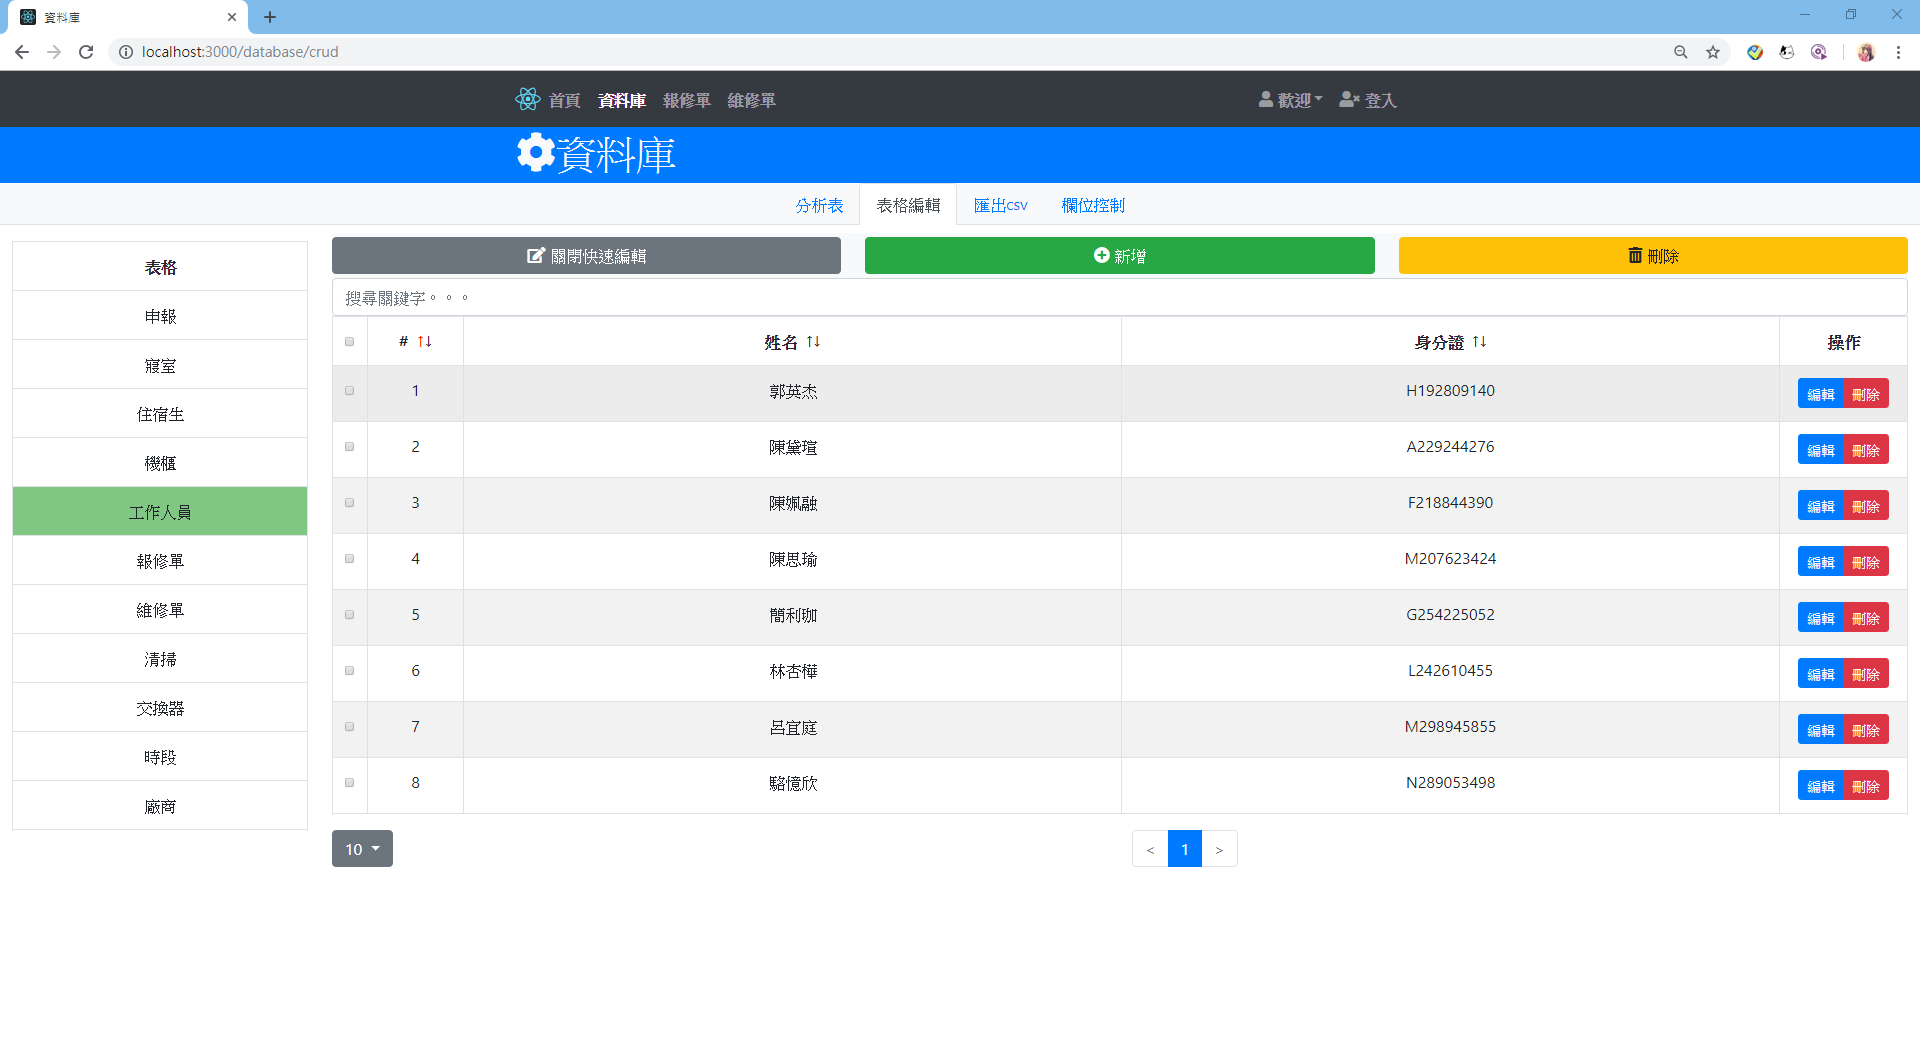 資料庫
localhost:3000/database/crud
首頁 資料庫 報修單 維修單 歡迎 登入
資料庫
分析表 表格編輯 匯出csv 欄位控制
表格
申報
寢室
住宿生
機櫃
工作人員
報修單
維修單
清掃
交換器
時段
廠商
關閉快速編輯 新增 刪除
搜尋關鍵字。。。
# ↑↓ 姓名 ↑↓ 身分證 ↑↓ 操作
1 郭英杰 H192809140 編輯 刪除
2 陳黛瑄 A229244276 編輯 刪除
3 陳姵融 F218844390 編輯 刪除
4 陳思瑜 M207623424 編輯 刪除
5 簡利珈 G254225052 編輯 刪除
6 林杏樺 L242610455 編輯 刪除
7 呂宜庭 M298945855 編輯 刪除
8 駱憶欣 N289053498 編輯 刪除
10 < 1 >